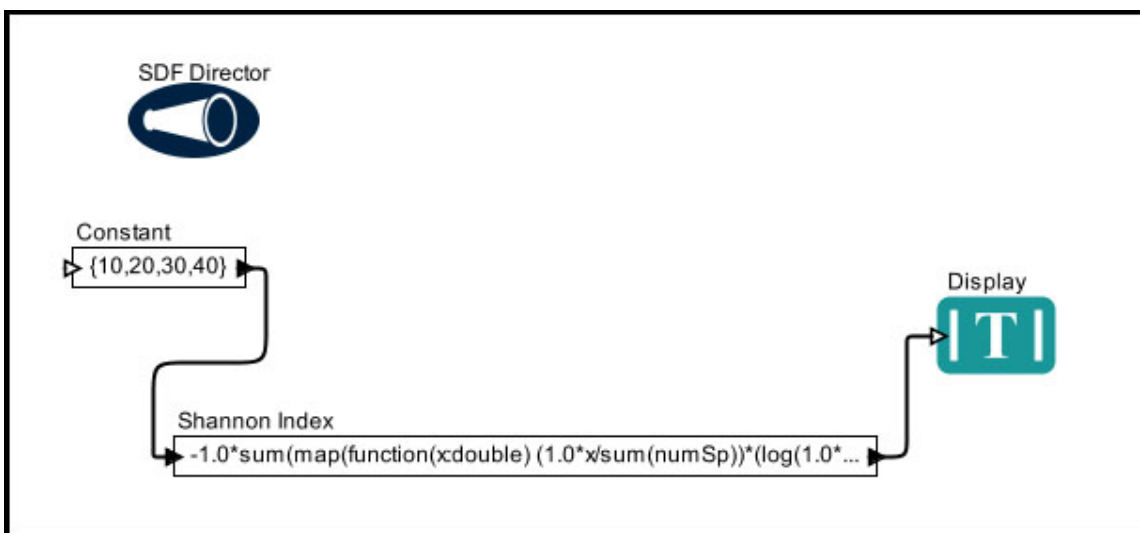 SDF Director
Constant
{10,20,30,40}
Display
T
Shannon Index
-1.0*sum(map(function(x:double) (1.0*x/sum(numSp))*(log(1.0*...